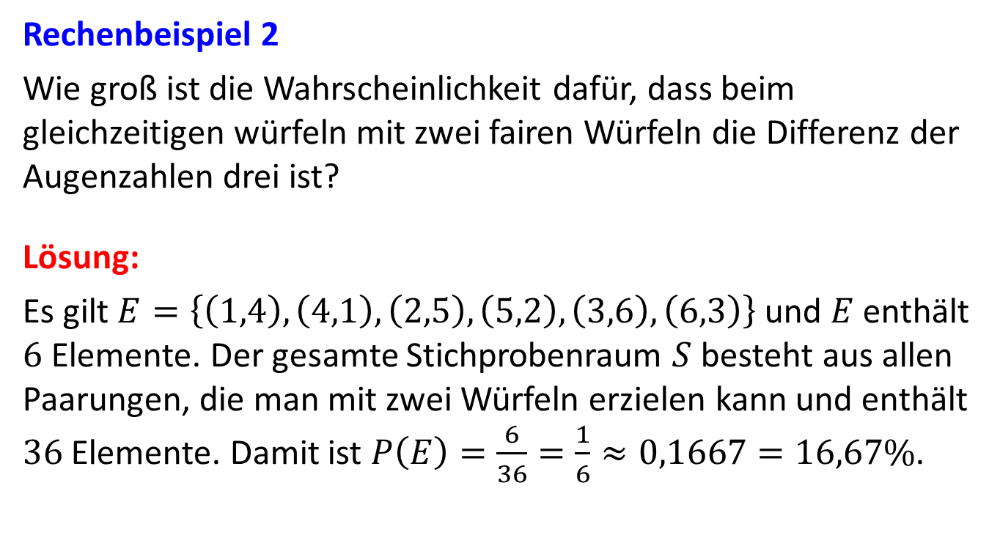 Rechenbeispiel 2
Wie groß ist die Wahrscheinlichkeit dafür, dass beim
gleichzeitigen würfeln mit zwei fairen Würfeln die Differenz der
Augenzahlen drei ist?
Lösung:
Es gilt E = {(1,4), (4,1), (2,5), (5,2), (3,6), (6,3)} und E enthält
6 Elemente. Der gesamte Stichprobenraum S besteht aus allen
Paarungen, die man mit zwei Würfeln erzielen kann und enthält
36 Elemente. Damit ist P(E) = 6/36 = 1/6 ≈ 0,1667 = 16,67%.